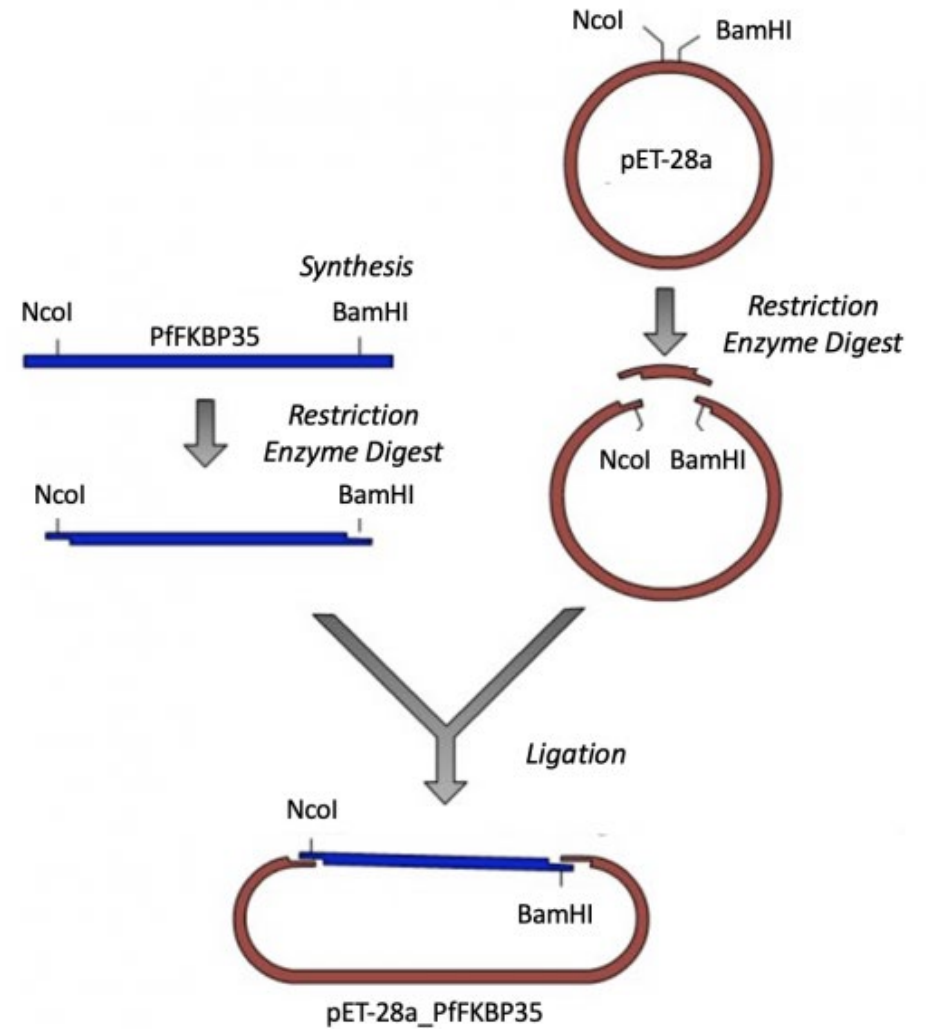 NcoI
BamHI
pET-28a
Synthesis
NcoI
BamHI
PfFKBP35
Restriction
Enzyme Digest
Restriction
Enzyme Digest
NcoI
BamHI
NcoI
BamHI
Ligation
NcoI
BamHI
pET-28a_PfFKBP35